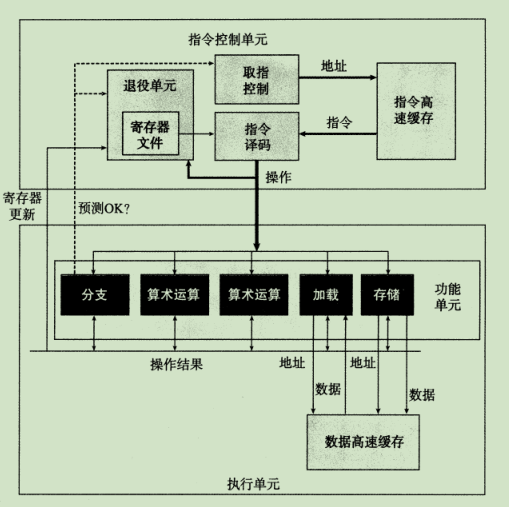 指令控制单元
取指
控制
地址
指令高
速缓存
退役单元
寄存器
文件
指令
译码
指令
操作
寄存器
更新
预测OK?
分支
算术运算
算术运算
加载
存储
功能
单元
操作结果
地址
地址
数据
数据
数据高速缓存
执行单元